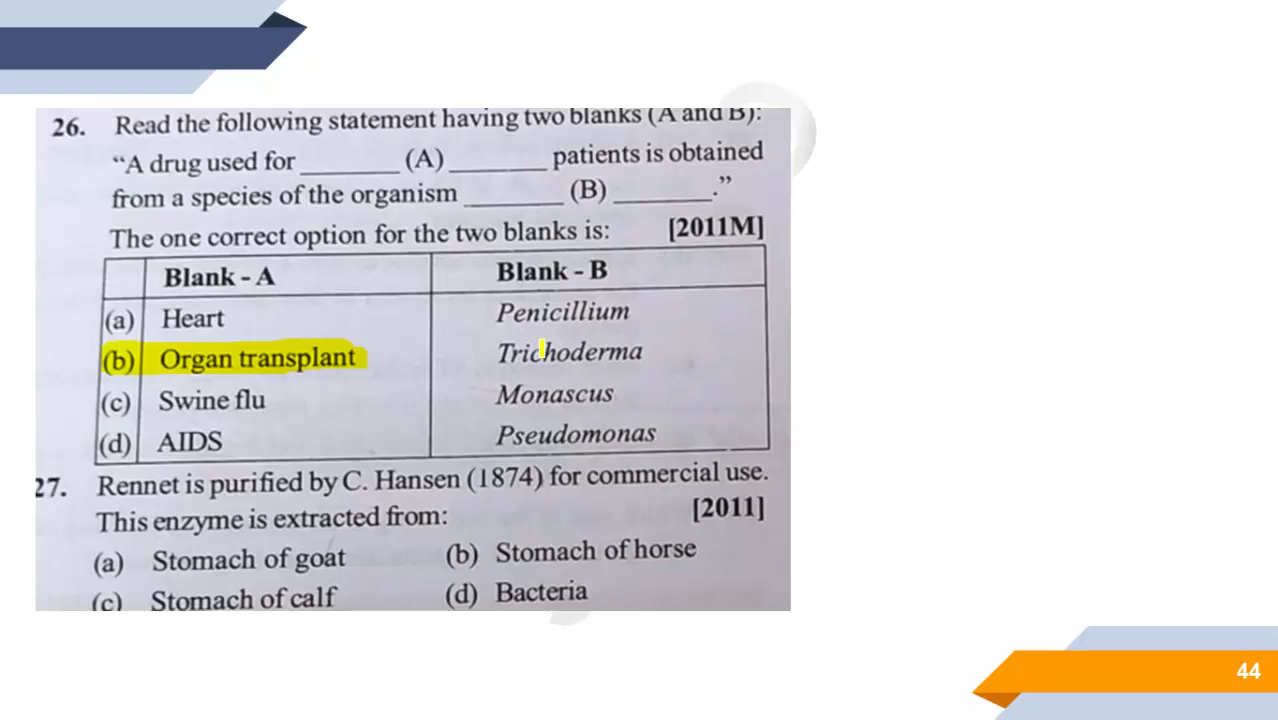 26. Read the following statement having two blanks (A and B):
“A drug used for ________ (A) ________ patients is obtained
from a species of the organism ________ (B) ________.”
The one correct option for the two blanks is: [2011M]
Blank - A Blank - B
(a) Heart Penicillium
(b) Organ transplant Trichoderma
(c) Swine flu Monascus
(d) AIDS Pseudomonas
27. Rennet is purified by C. Hansen (1874) for commercial use.
This enzyme is extracted from: [2011]
(a) Stomach of goat (b) Stomach of horse
(c) Stomach of calf (d) Bacteria
44